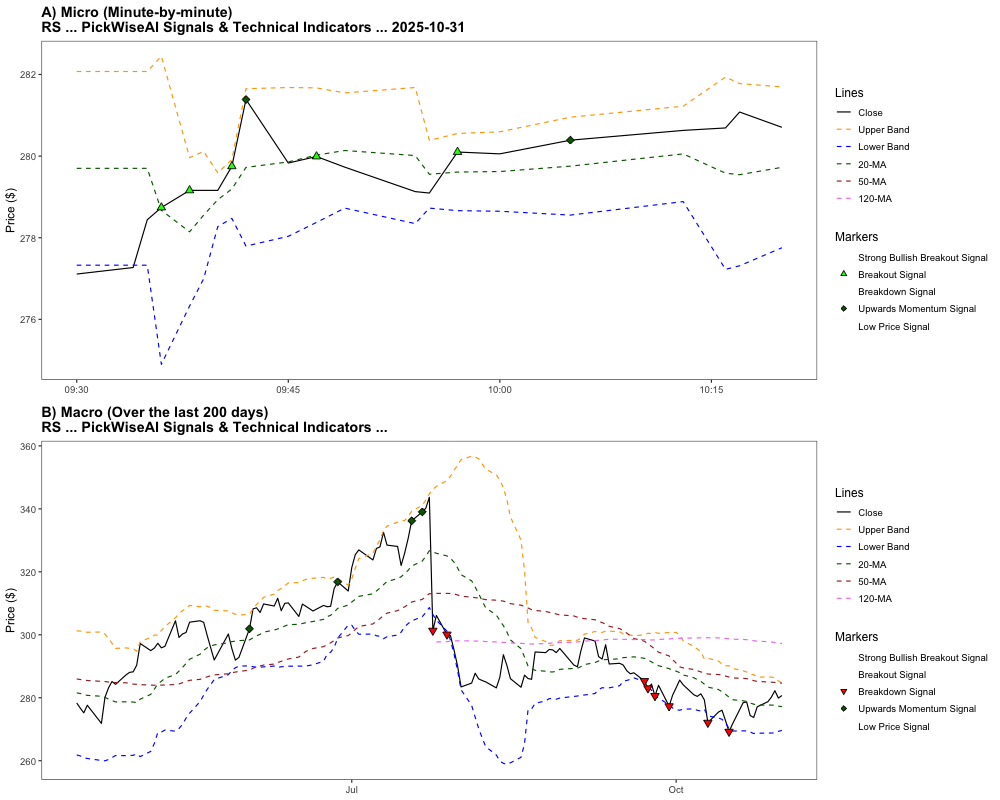 A) Micro (Minute-by-minute)
RS ... PickWiseAI Signals & Technical Indicators ... 2025-10-31
Price ($)
282
280
278
276
09:30
09:45
10:00
10:15
Lines
Close
Upper Band
Lower Band
20-MA
50-MA
120-MA
Markers
Strong Bullish Breakout Signal
Breakout Signal
Breakdown Signal
Upwards Momentum Signal
Low Price Signal
B) Macro (Over the last 200 days)
RS ... PickWiseAI Signals & Technical Indicators ...
Price ($)
360
340
320
300
280
260
Jul
Oct
Lines
Close
Upper Band
Lower Band
20-MA
50-MA
120-MA
Markers
Strong Bullish Breakout Signal
Breakout Signal
Breakdown Signal
Upwards Momentum Signal
Low Price Signal